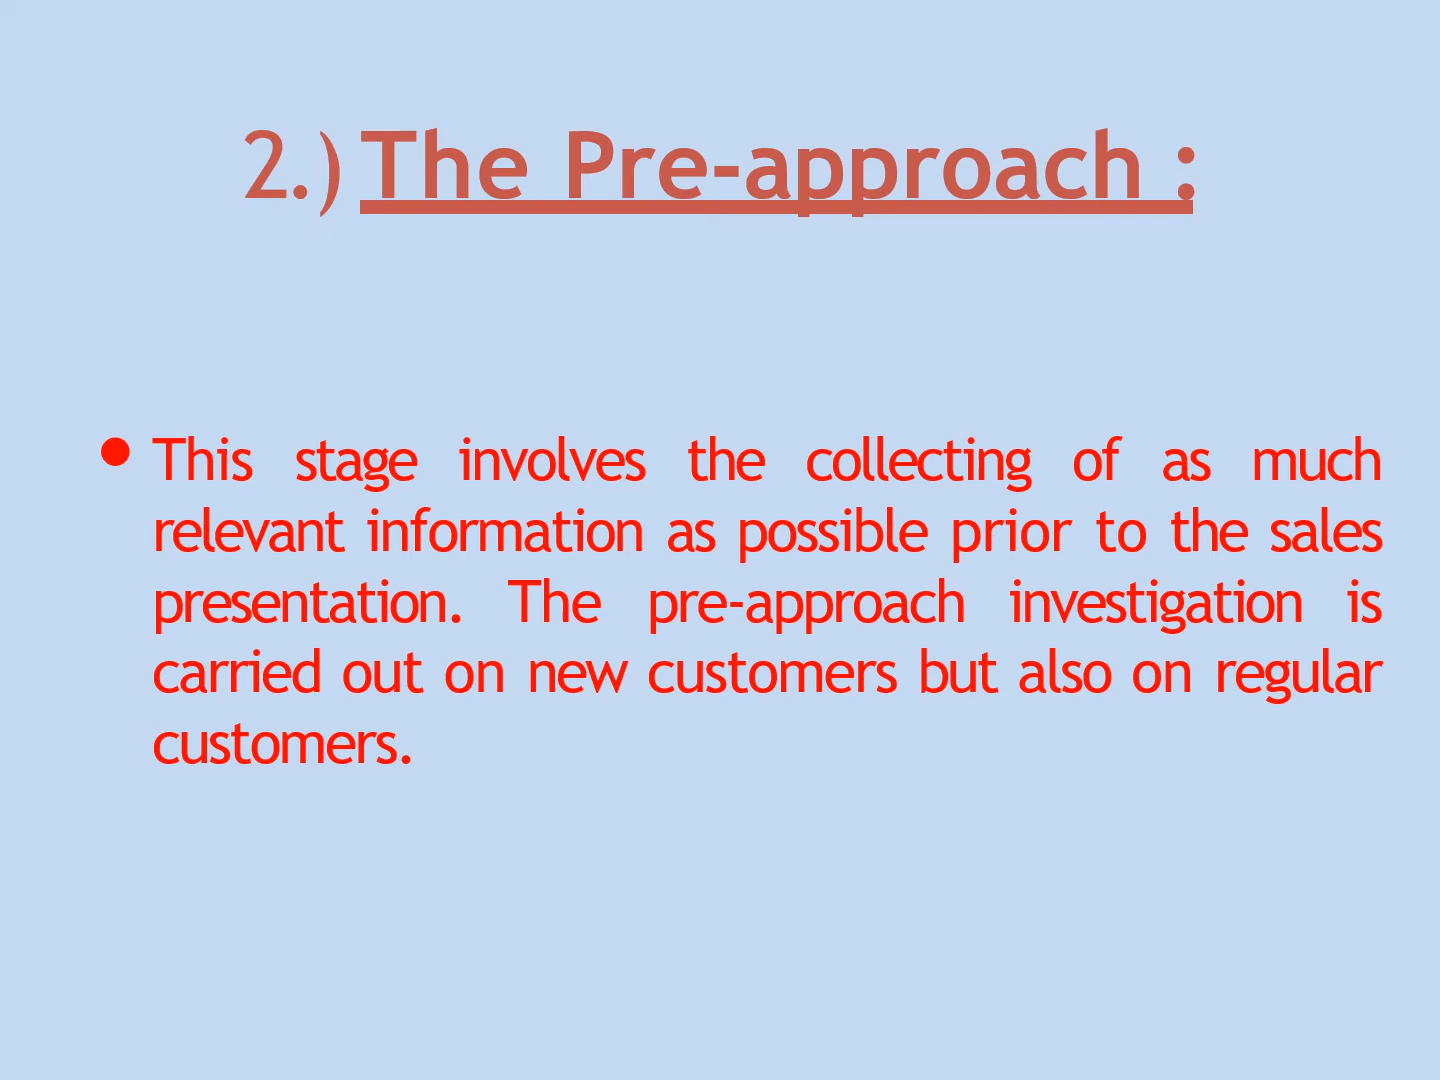 2.) The Pre-approach :
• This stage involves the collecting of as much
relevant information as possible prior to the sales
presentation. The pre-approach investigation is
carried out on new customers but also on regular
customers.